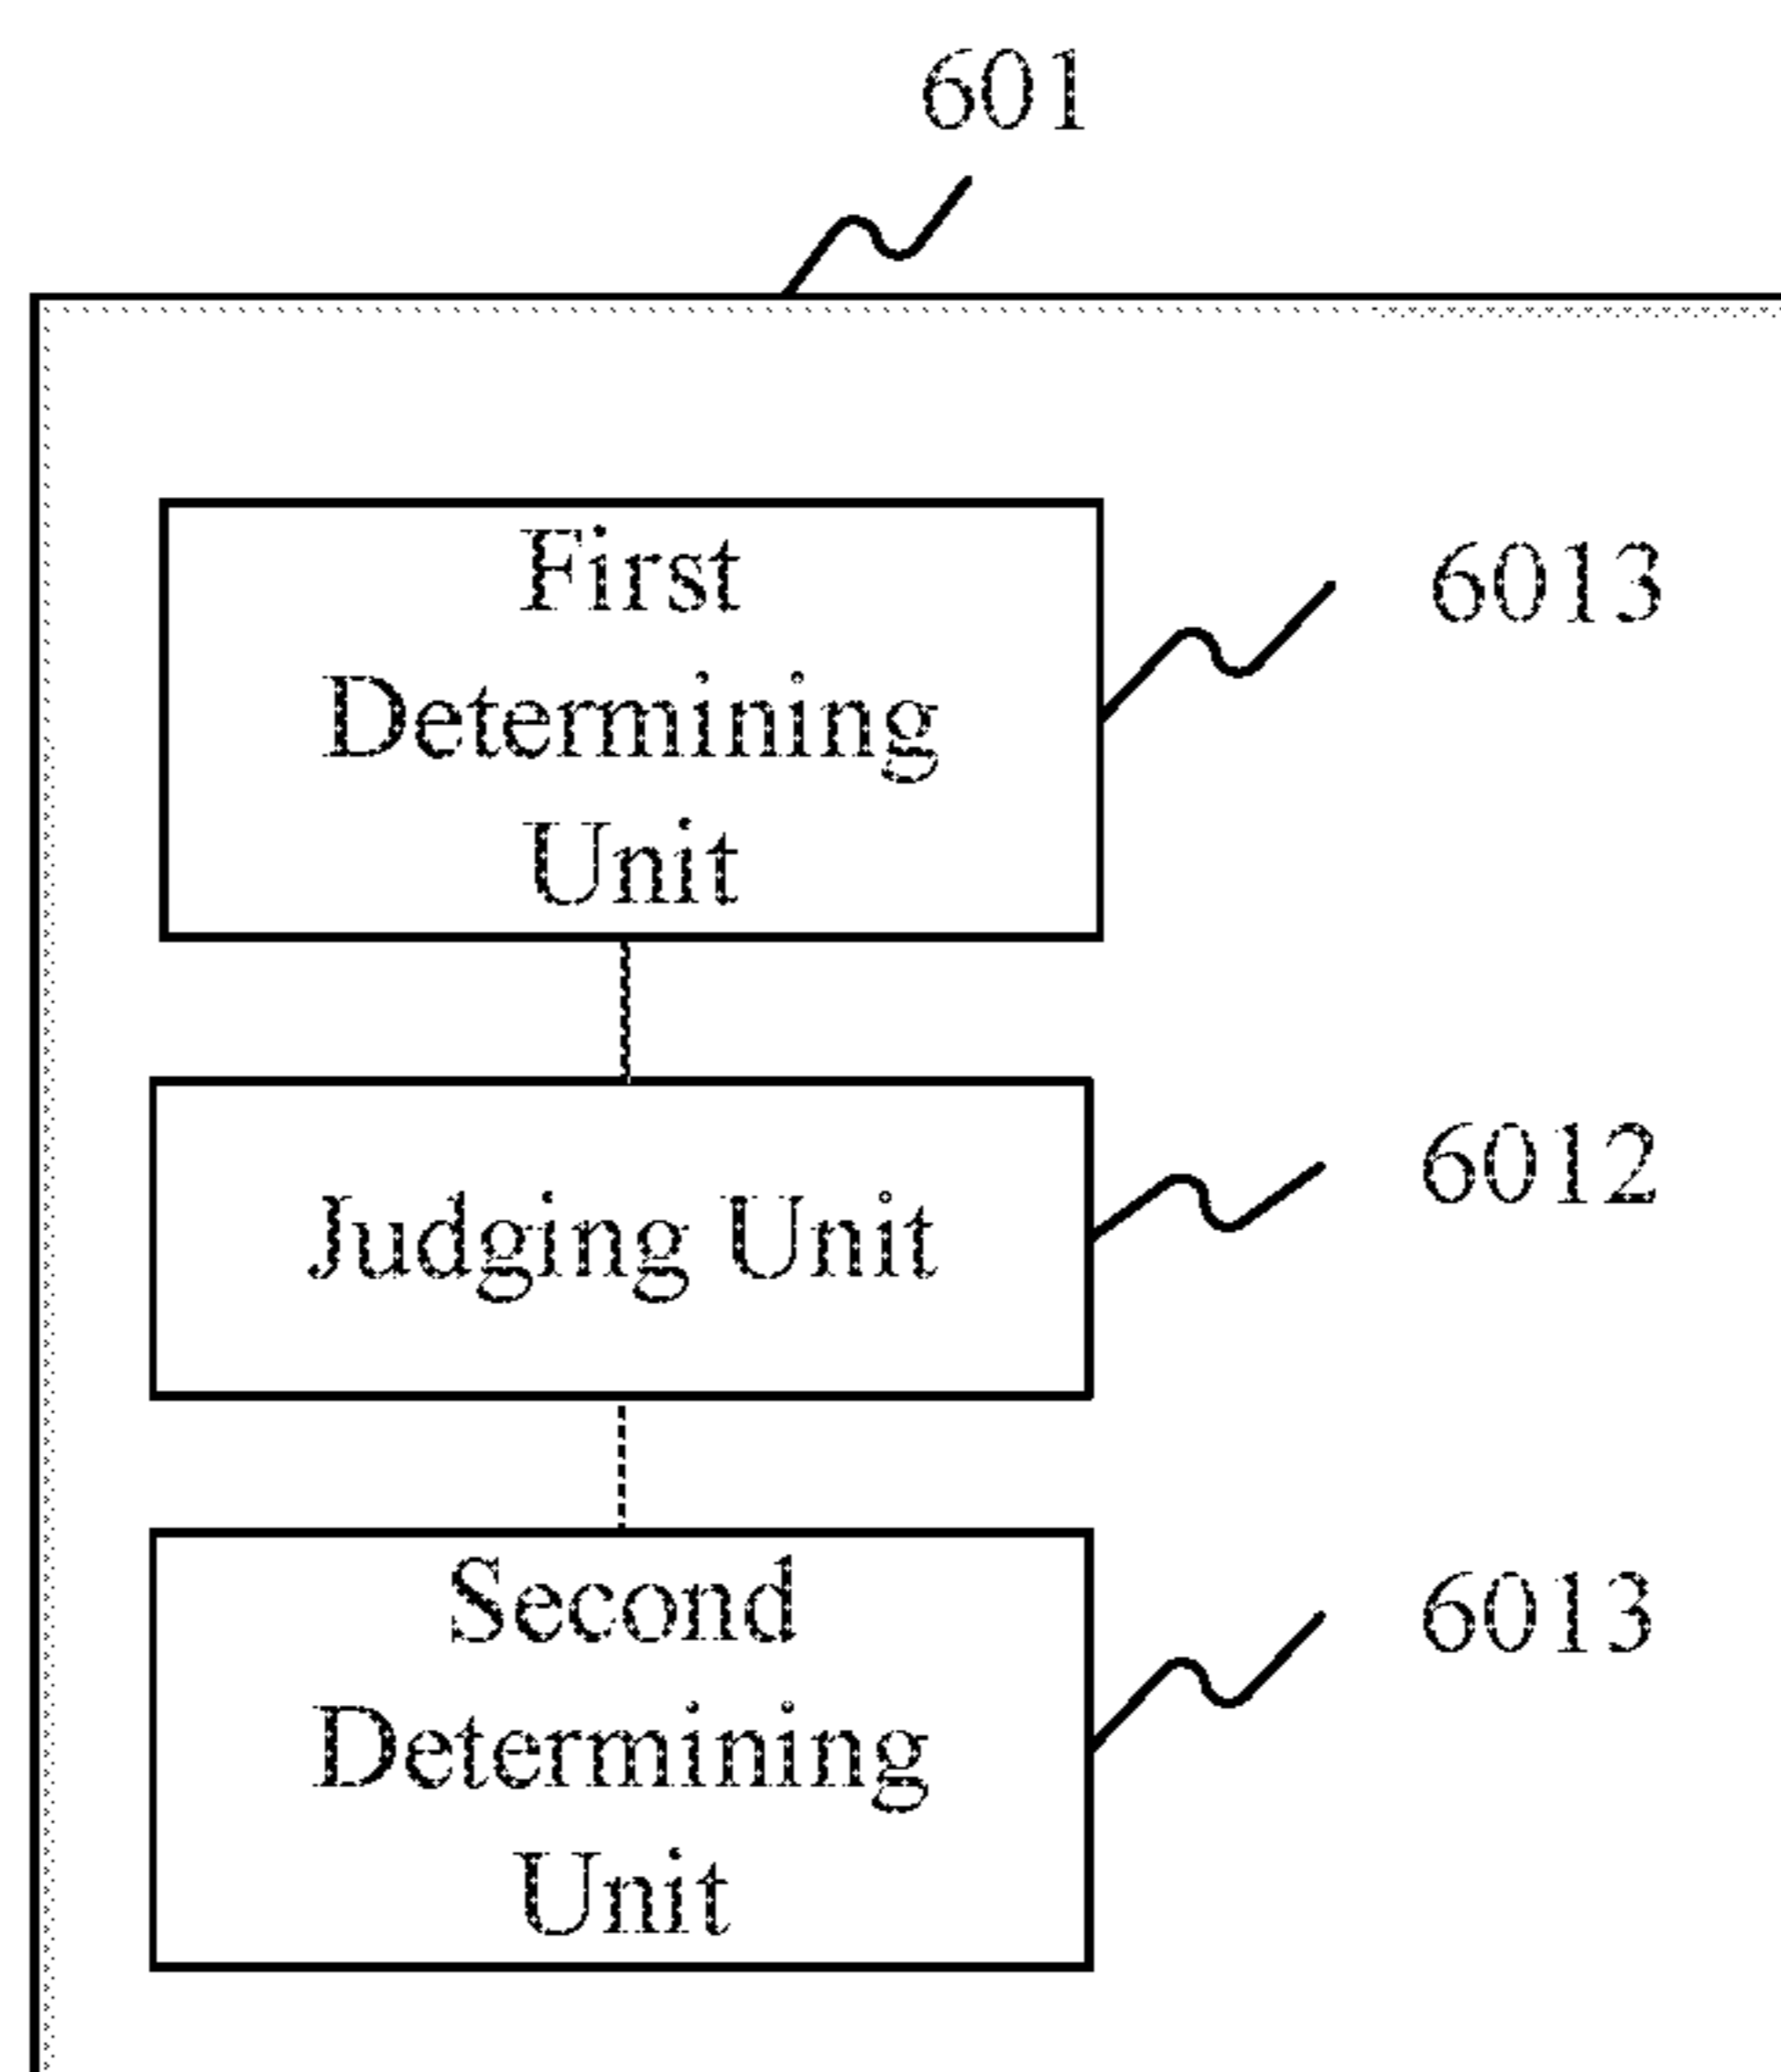 601
First
Determining
Unit
6013
Judging Unit
6012
Second
Determining
Unit
6013